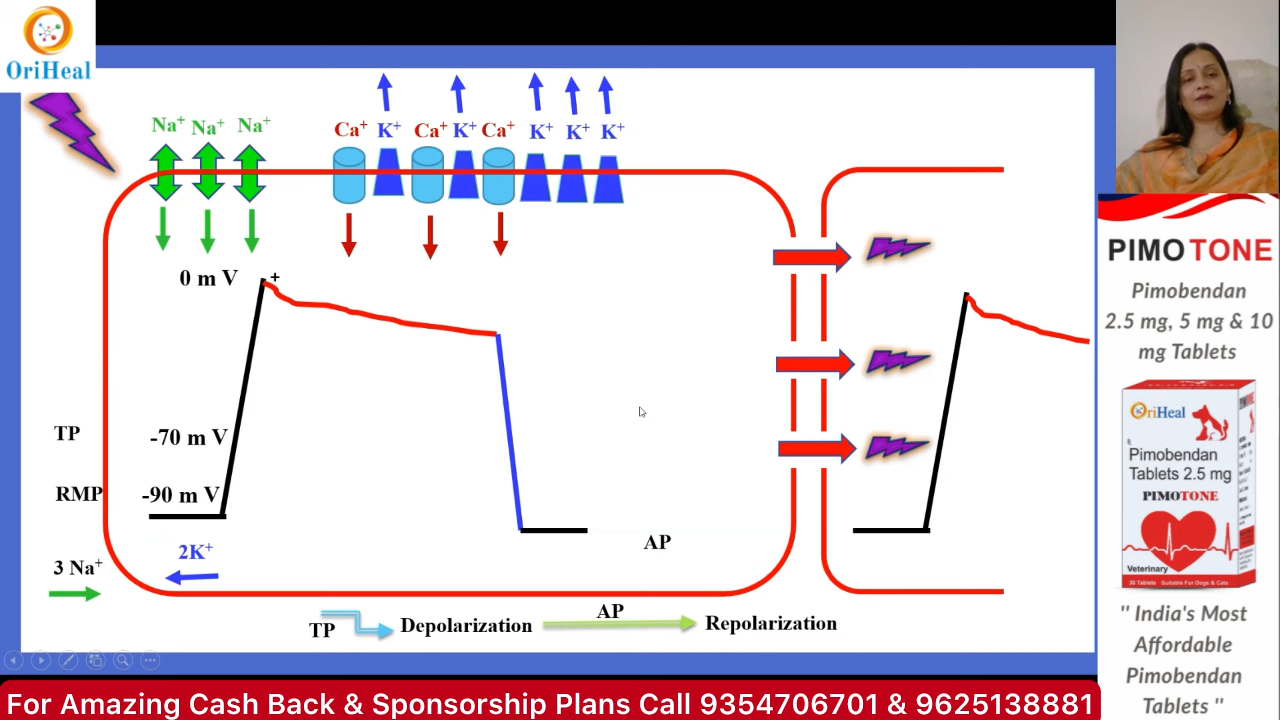 OriHeal
Na+ Na+ Na+
Ca+ K+ Ca+ K+ Ca+ K+ K+ K+
0 m V +
TP -70 m V
RMP -90 m V
2K+
3 Na+
AP
AP
TP Depolarization Repolarization
PIMOTONE
Pimobendan
2.5 mg, 5 mg & 10
mg Tablets
OriHeal
PIMOTONE
Pimobendan
Tablets 2.5 mg
PIMOTONE
Veterinary
30 Tablets Suitable For Dogs & Cats
" India's Most
Affordable
Pimobendan
Tablets "
For Amazing Cash Back & Sponsorship Plans Call 9354706701 & 9625138881